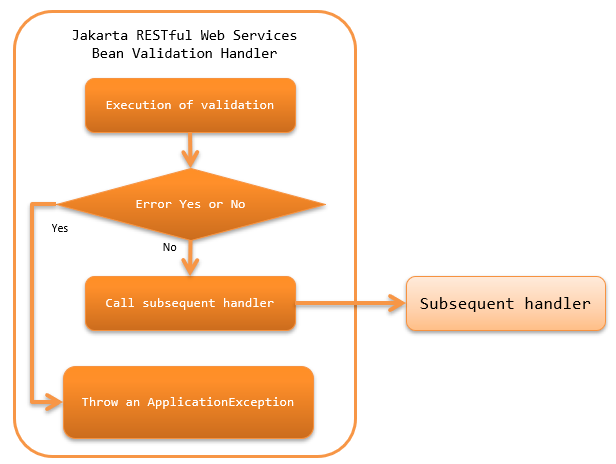 Jakarta RESTful Web Services
Bean Validation Handler
Execution of validation
Error Yes or No
Yes
No
Call subsequent handler
Subsequent handler
Throw an ApplicationException